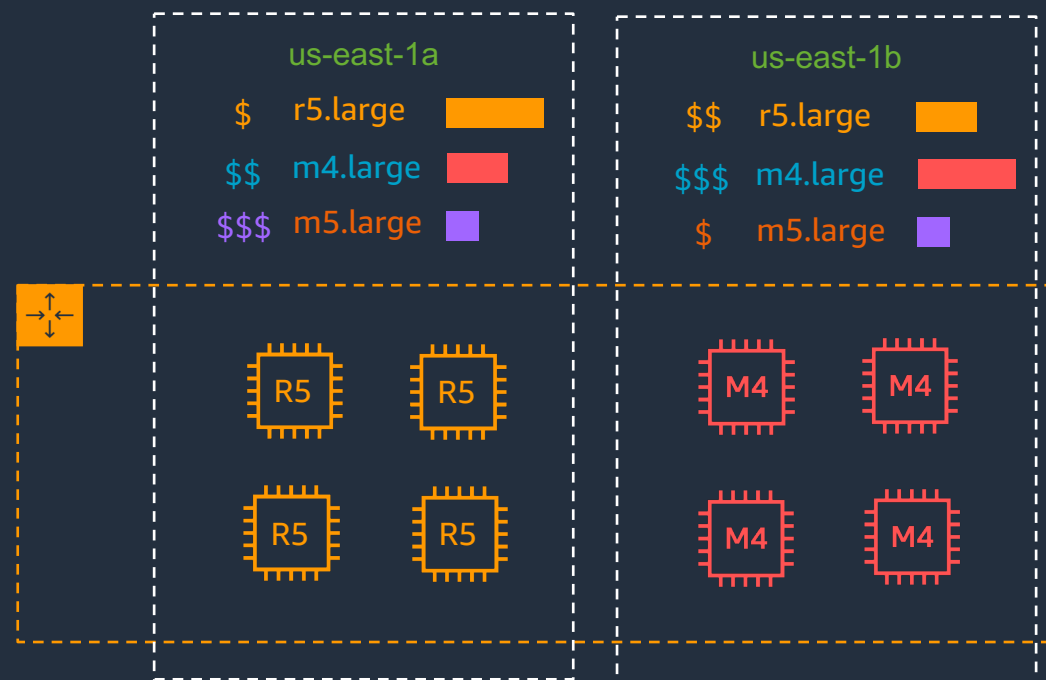 us-east-1a
$ r5.large
$$ m4.large
$$$ m5.large
us-east-1b
$$ r5.large
$$$ m4.large
$ m5.large
R5 R5
R5 R5
M4 M4
M4 M4